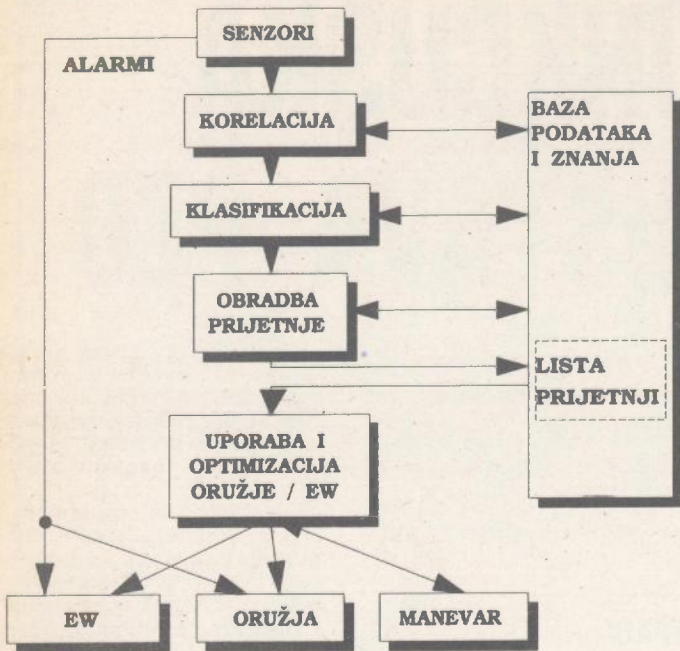 SENZORI
ALARMI
KORELACIJA
BAZA
PODATAKA
I ZNANJA
KLASIFIKACIJA
OBRADBA
PRIJETNJE
LISTA
PRIJETNJI
UPORABA I
OPTIMIZACIJA
ORUŽJE / EW
EW
ORUŽJA
MANEVAR